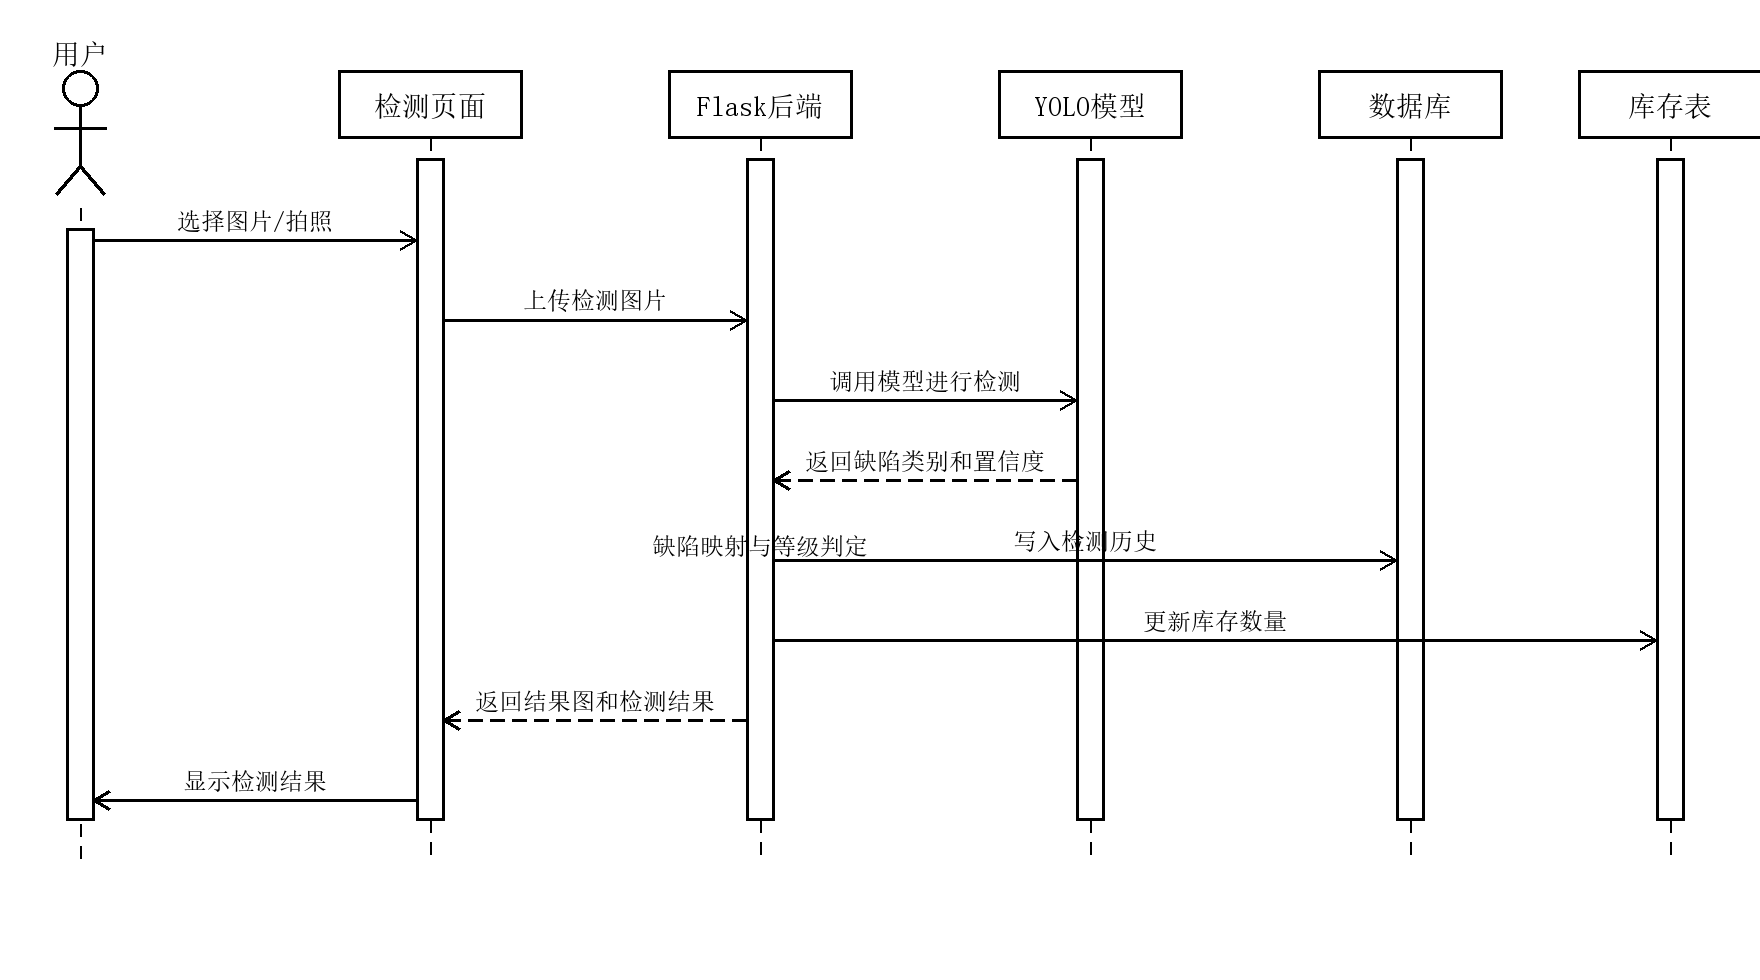 用户
检测页面
Flask后端
YOLO模型
数据库
库存表
选择图片/拍照
上传检测图片
调用模型进行检测
返回缺陷类别和置信度
缺陷映射与等级判定
写入检测历史
更新库存数量
返回结果图和检测结果
显示检测结果